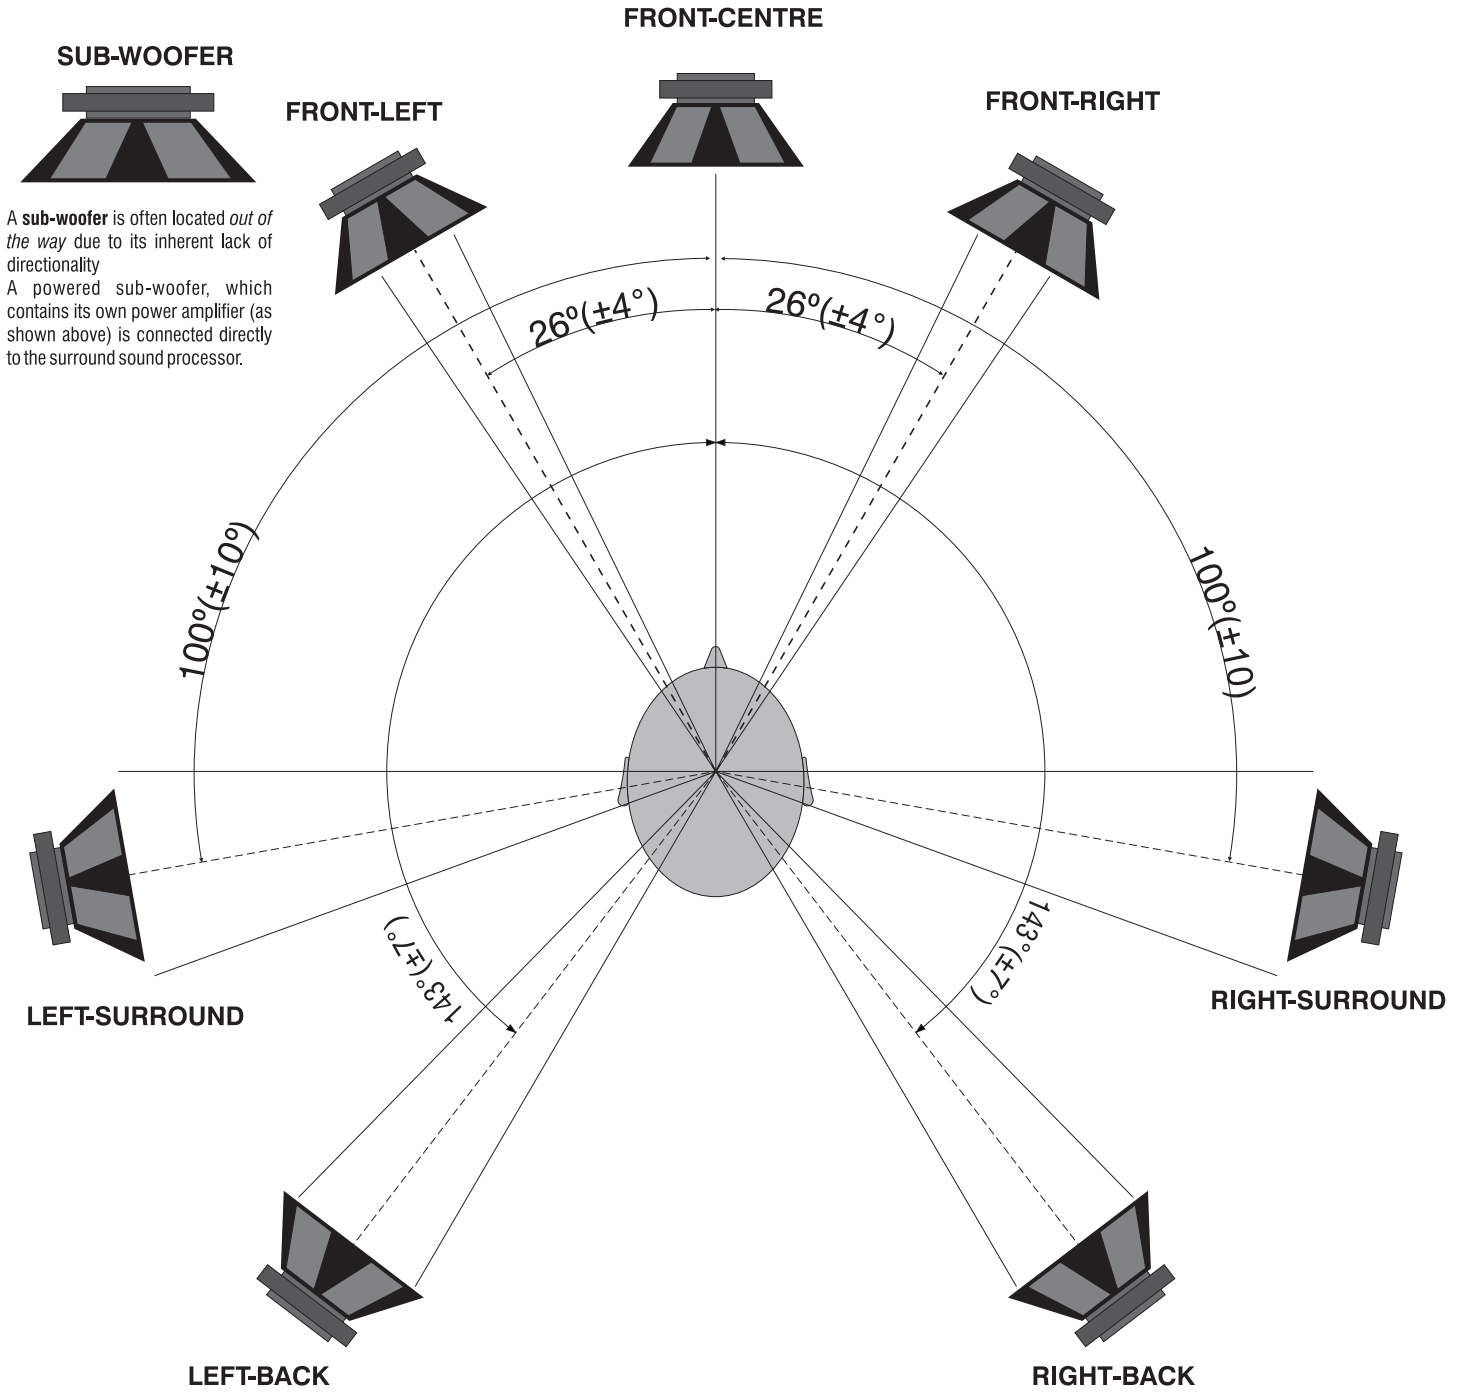 FRONT-CENTRE
SUB-WOOFER
FRONT-LEFT
FRONT-RIGHT
A sub-woofer is often located out of
the way due to its inherent lack of
directionality
A powered sub-woofer, which
contains its own power amplifier (as
shown above) is connected directly
to the surround sound processor.
26º(±4°)
26º(±4°)
100º(±10º)
100º(±10)
143°(±7°)
143°(±7°)
LEFT-SURROUND
RIGHT-SURROUND
LEFT-BACK
RIGHT-BACK